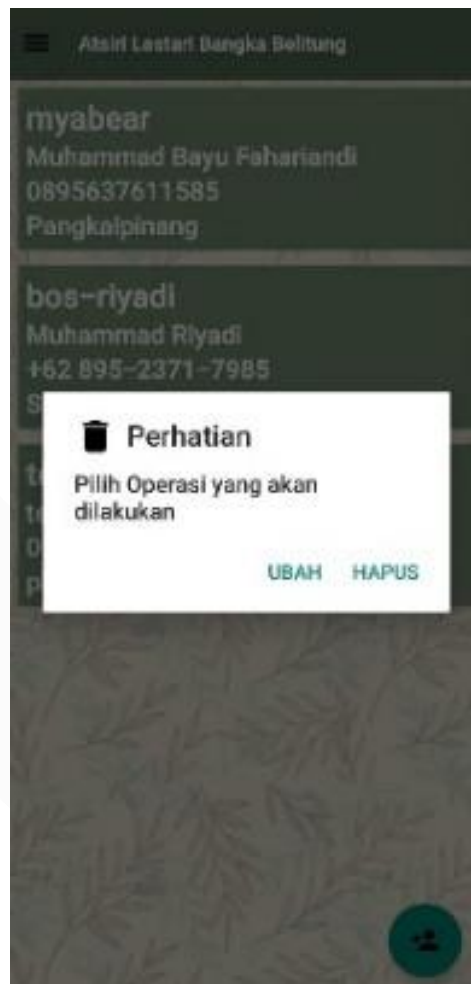 Atsiri Lestari Bangka Belitung
myabear
Muhammad Bayu Fahariandi
0895637611585
Pangkalpinang
bos-riyadi
Muhammad Riyadi
+62 895-2371-7985
Perhatian
Pilih Operasi yang akan
dilakukan
UBAH HAPUS